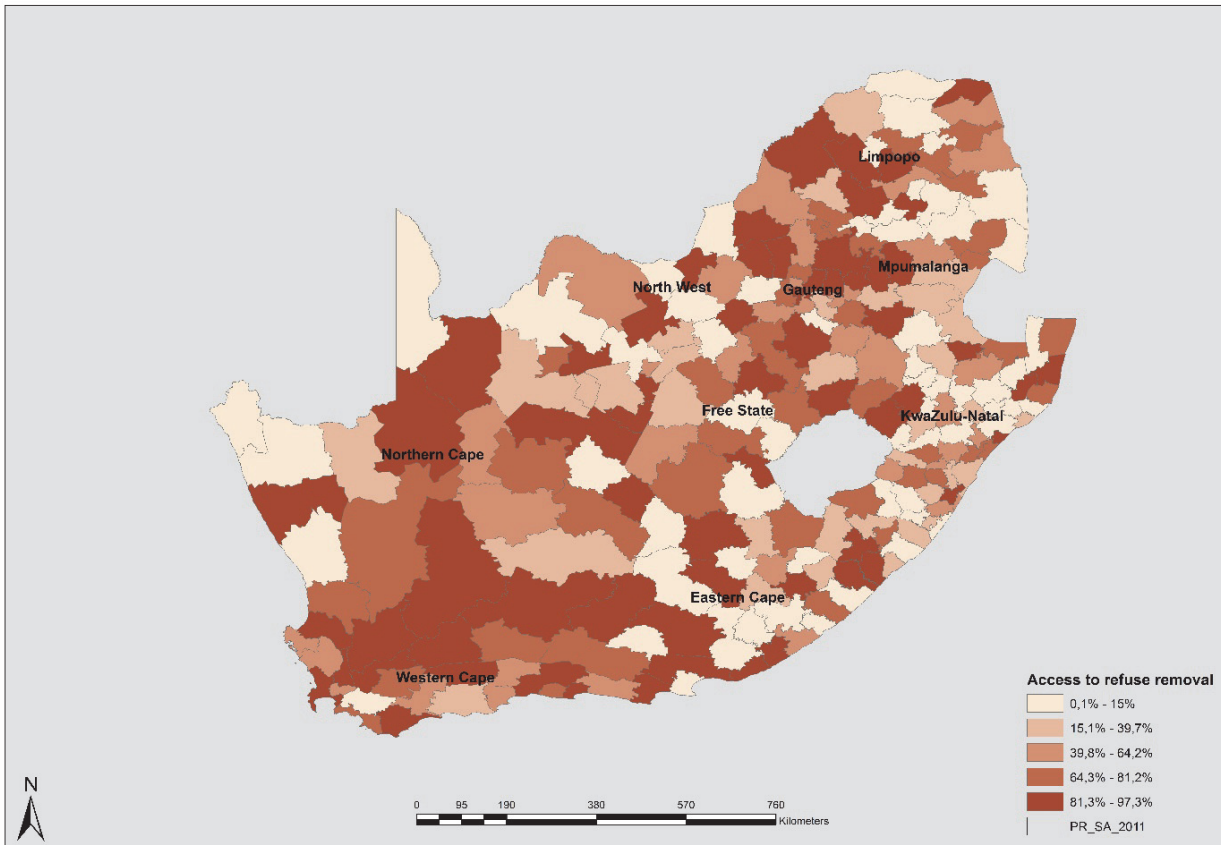 Limpopo
Mpumalanga
North West
Gauteng
Free State
KwaZulu-Natal
Northern Cape
Eastern Cape
Western Cape
Access to refuse removal
0,1% - 15%
15,1% - 39,7%
39,8% - 64,2%
64,3% - 81,2%
81,3% - 97,3%
PR_SA_2011
N
0 95 190 380 570 760
Kilometers